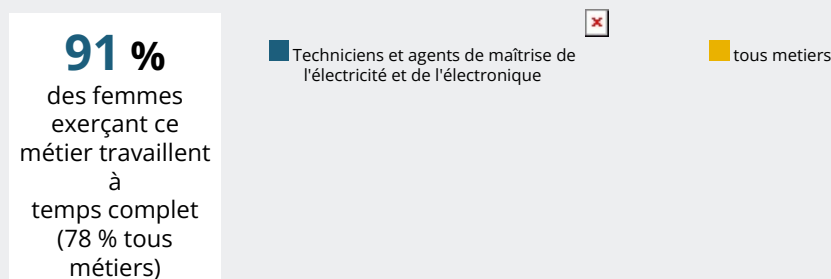 91 %
des femmes
exerçant ce
métier travaillent
à
temps complet
(78 % tous
métiers)
Techniciens et agents de maîtrise de
l'électricité et de l'électronique
tous metiers